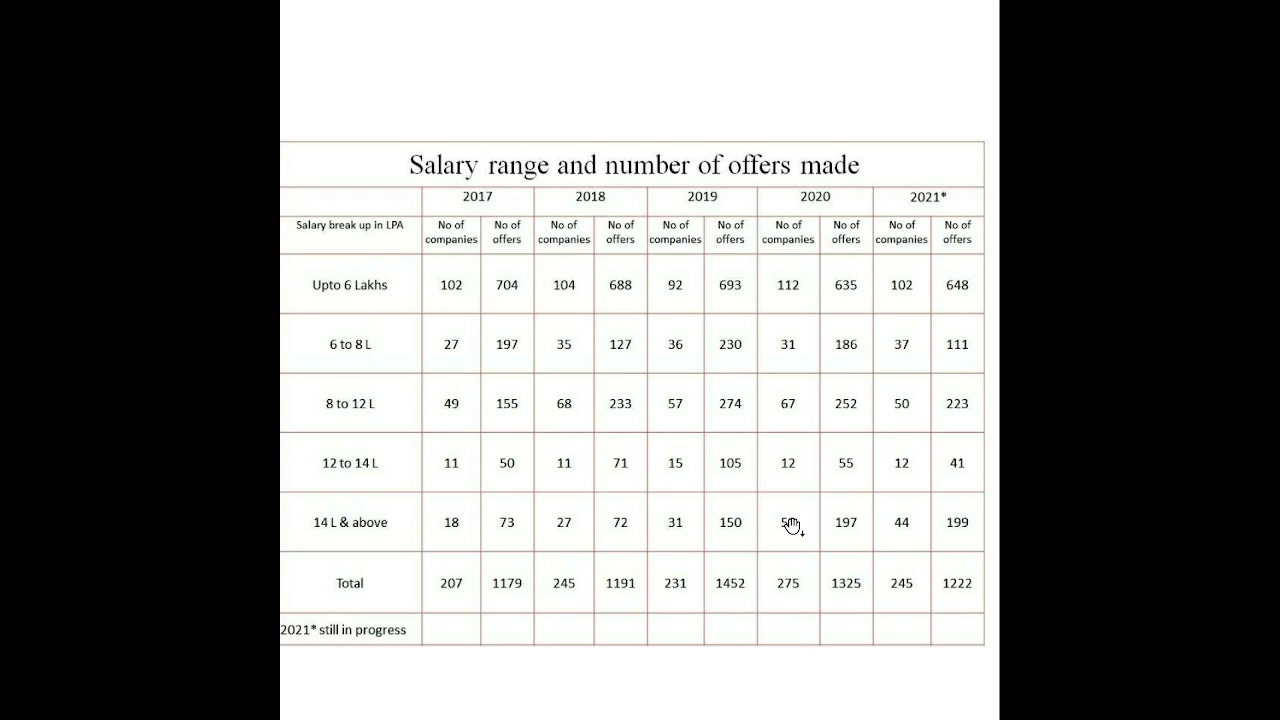 Salary range and number of offers made
2017 2018 2019 2020 2021*
Salary break up in LPA No of companies No of offers No of companies No of offers No of companies No of offers No of companies No of offers No of companies No of offers
Upto 6 Lakhs 102 704 104 688 92 693 112 635 102 648
6 to 8 L 27 197 35 127 36 230 31 186 37 111
8 to 12 L 49 155 68 233 57 274 67 252 50 223
12 to 14 L 11 50 11 71 15 105 12 55 12 41
14 L & above 18 73 27 72 31 150 197 44 199
Total 207 1179 245 1191 231 1452 275 1325 245 1222
2021* still in progress